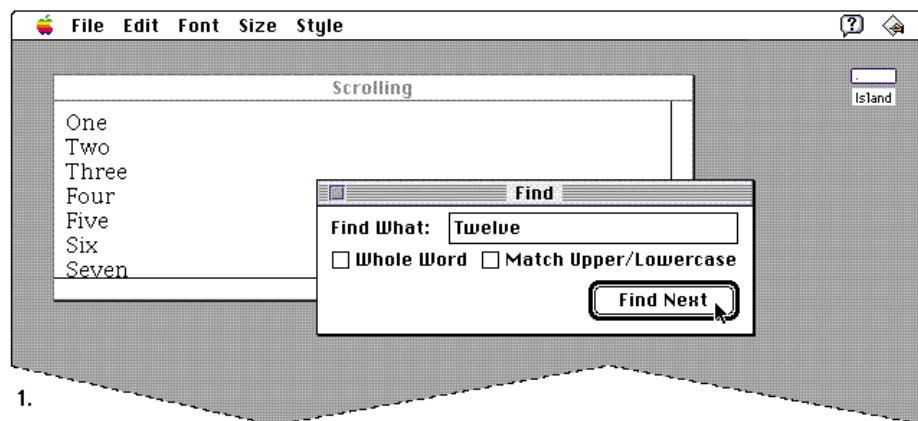 File Edit Font Size Style
Scrolling
Island
One
Two
Three
Four
Five
Six
Seven
Find
Find What: Twelve
Whole Word Match Upper/Lowercase
Find Next
1.